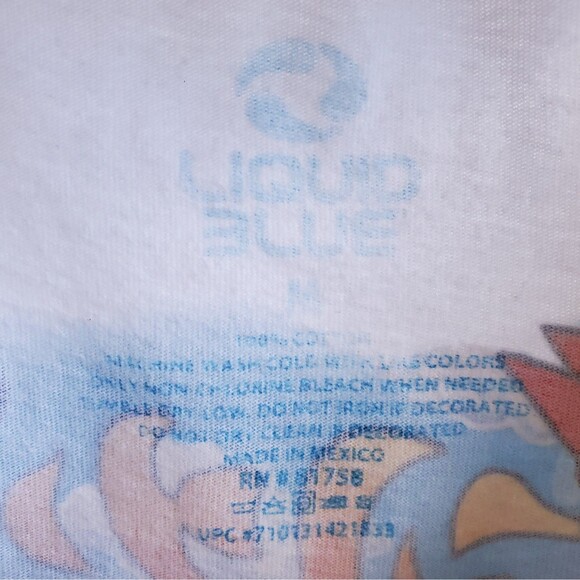 LIQUID
BLUE
M
100% COTTON
MACHINE WASH COLD WITH LIKE COLORS
ONLY NON-CHLORINE BLEACH WHEN NEEDED
TUMBLE DRY LOW. DO NOT IRON IF DECORATED
DO NOT DRY CLEAN IF DECORATED
MADE IN MEXICO
RN # 81758
UPC #710131421833